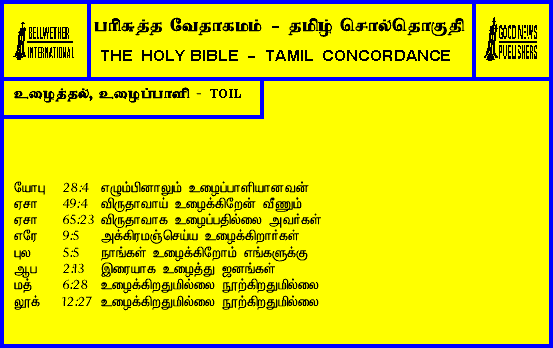 BELLWETHER INTERNATIONAL
பரிசுத்த வேதாகமம் - தமிழ் சொல்தொகுதி
THE HOLY BIBLE - TAMIL CONCORDANCE
GOOD NEWS PUBLISHERS
உழைத்தல், உழைப்பாளி - TOIL
யோபு 28:4 எழும்பினாலும் உழைப்பாளியானவன்
ஏசா 49:4 விருதாவாய் உழைக்கிறேன் வீணும்
ஏசா 65:23 விருதாவாக உழைப்பதில்லை அவர்கள்
எரே 9:5 அக்கிரமஞ்செய்ய உழைக்கிறார்கள்
புல 5:5 நாங்கள் உழைக்கிறோம் எங்களுக்கு
ஆப 2:13 இரையாக உழைத்து ஜனங்கள்
மத் 6:28 உழைக்கிறதுமில்லை நூற்கிறதுமில்லை
லூக் 12:27 உழைக்கிறதுமில்லை நூற்கிறதுமில்லை